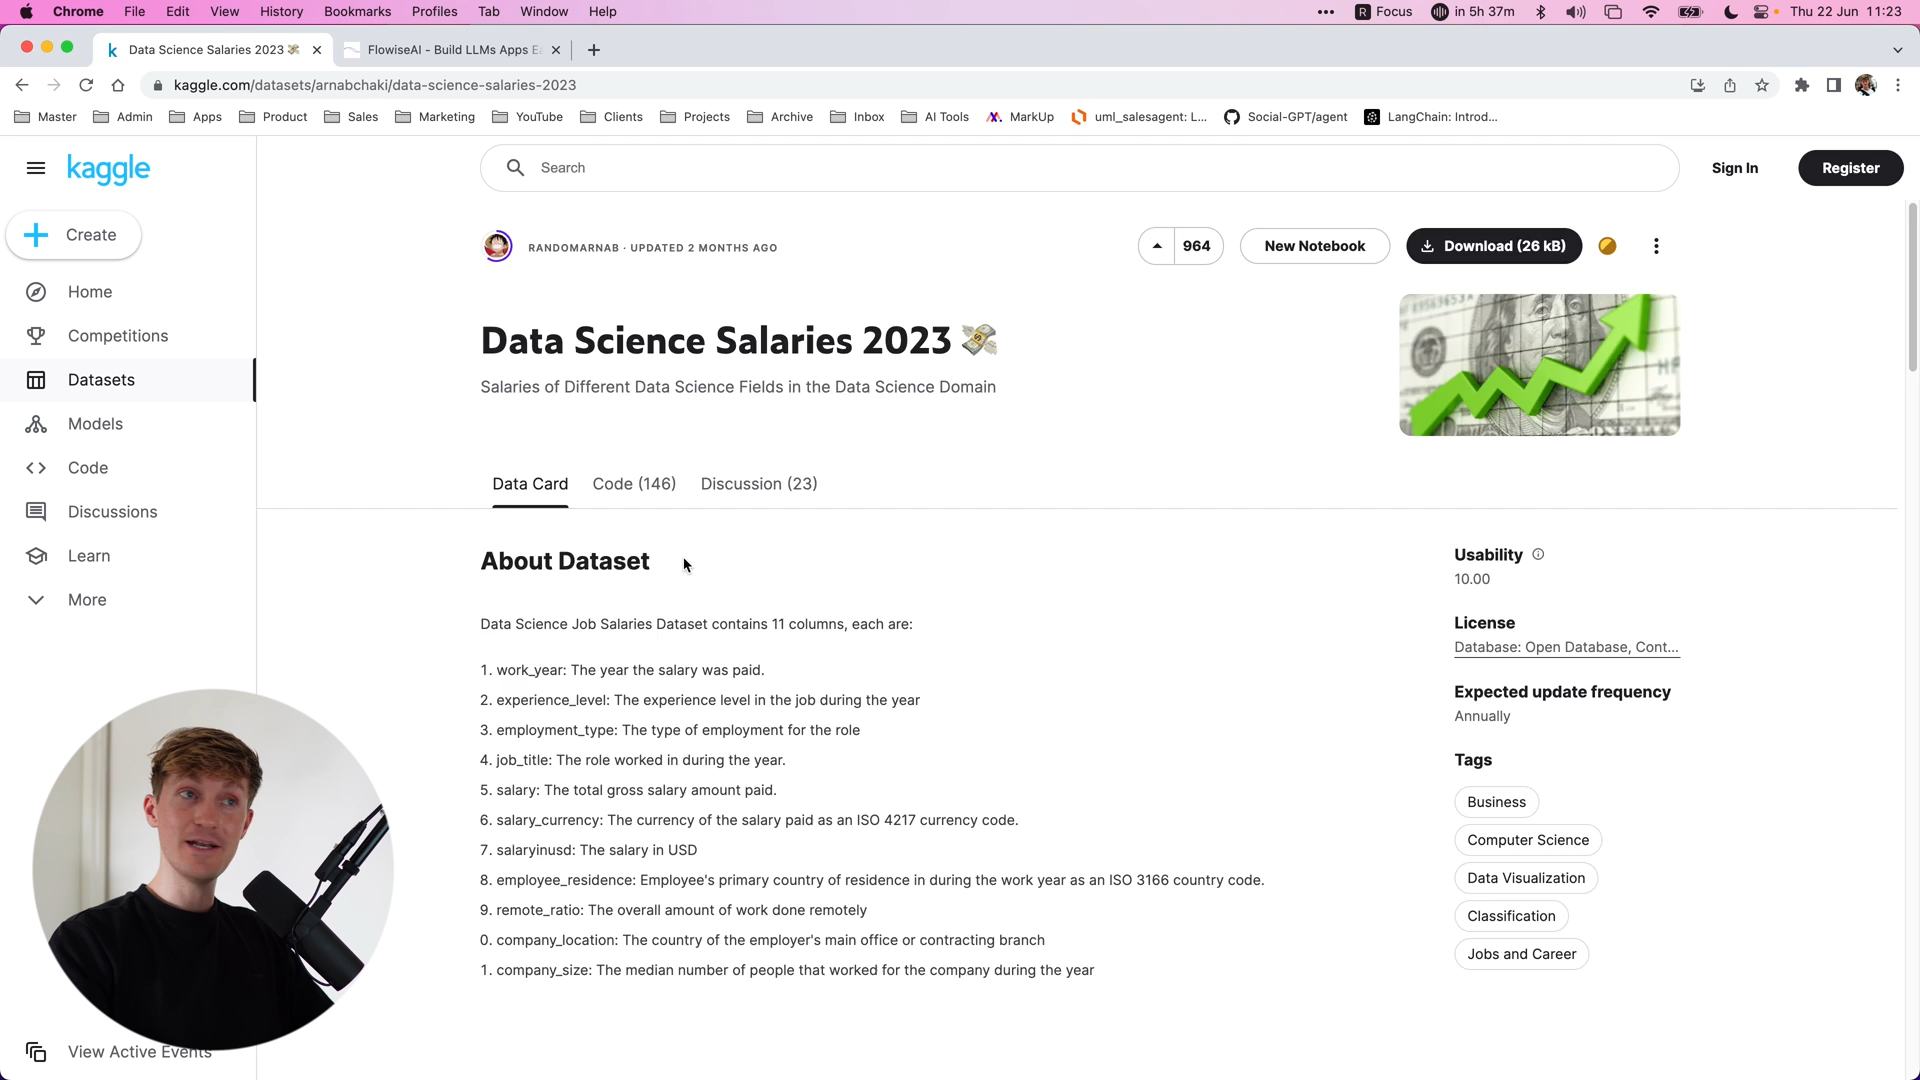 Chrome File Edit View History Bookmarks Profiles Tab Window Help
R Focus in 5h 37m Thu 22 Jun 11:23
Data Science Salaries 2023 💸 FlowiseAI - Build LLMs Apps Ea
kaggle.com/datasets/arnabchaki/data-science-salaries-2023
Master Admin Apps Product Sales Marketing YouTube Clients Projects Archive Inbox AI Tools MarkUp uml_salesagent: L... Social-GPT/agent LangChain: Introd...
kaggle
Search
Sign In
Register
Create
Home
Competitions
Datasets
Models
Code
Discussions
Learn
More
View Active Events
RANDOMARNAB · UPDATED 2 MONTHS AGO
964
New Notebook
Download (26 kB)
Data Science Salaries 2023 💸
Salaries of Different Data Science Fields in the Data Science Domain
Data Card Code (146) Discussion (23)
About Dataset
Data Science Job Salaries Dataset contains 11 columns, each are:
1. work_year: The year the salary was paid.
2. experience_level: The experience level in the job during the year
3. employment_type: The type of employment for the role
4. job_title: The role worked in during the year.
5. salary: The total gross salary amount paid.
6. salary_currency: The currency of the salary paid as an ISO 4217 currency code.
7. salaryinusd: The salary in USD
8. employee_residence: Employee's primary country of residence in during the work year as an ISO 3166 country code.
9. remote_ratio: The overall amount of work done remotely
0. company_location: The country of the employer's main office or contracting branch
1. company_size: The median number of people that worked for the company during the year
Usability
10.00
License
Database: Open Database, Cont...
Expected update frequency
Annually
Tags
Business
Computer Science
Data Visualization
Classification
Jobs and Career